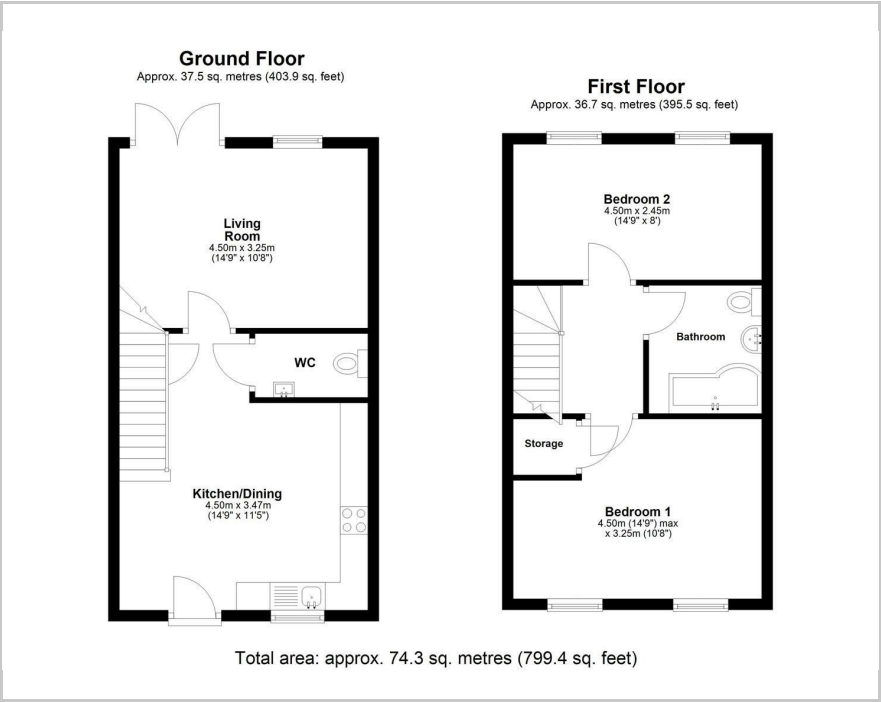 Ground Floor
Approx. 37.5 sq. metres (403.9 sq. feet)
Living
Room
4.50m x 3.25m
(14'9" x 10'8")
WC
Kitchen/Dining
4.50m x 3.47m
(14'9" x 11'5")
First Floor
Approx. 36.7 sq. metres (395.5 sq. feet)
Bedroom 2
4.50m x 2.45m
(14'9" x 8')
Bathroom
Storage
Bedroom 1
4.50m (14'9") max
x 3.25m (10'8")
Total area: approx. 74.3 sq. metres (799.4 sq. feet)